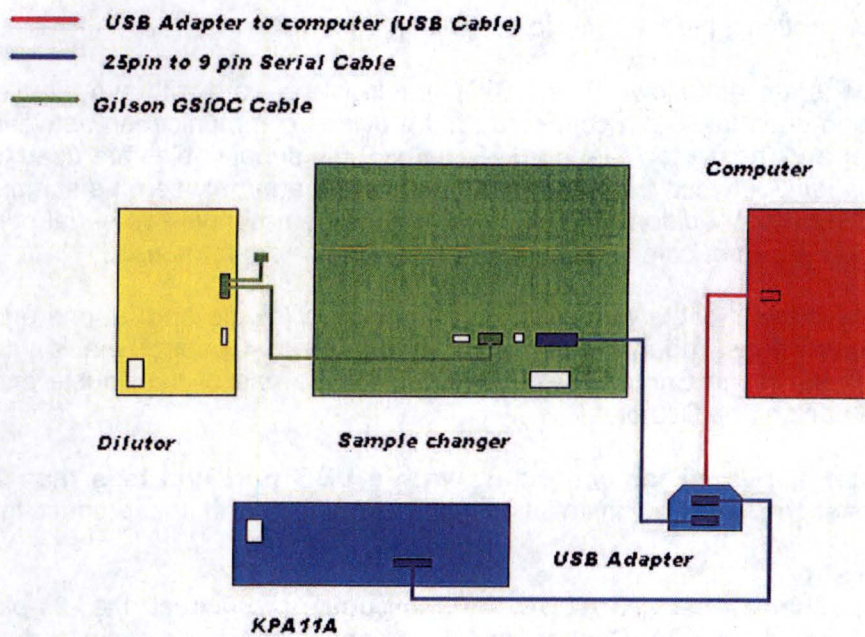 USB Adapter to computer (USB Cable)
25pin to 9 pin Serial Cable
Gilson GSIOC Cable
Computer
Dilutor
Sample changer
USB Adapter
KPA11A